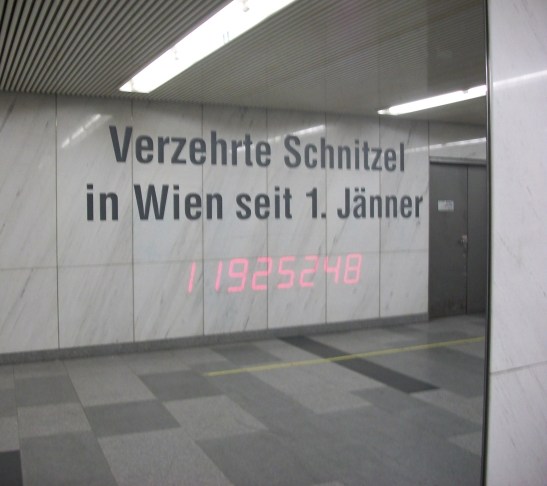 Verzehrte Schnitzel
in Wien seit 1. Jänner
11925248